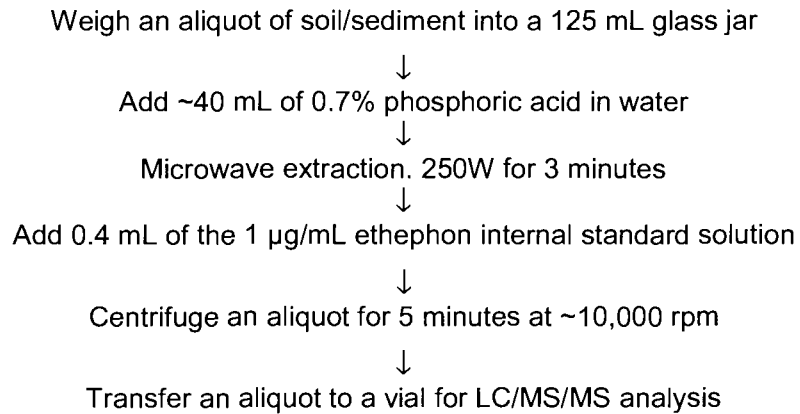 Weigh an aliquot of soil/sediment into a 125 mL glass jar
↓
Add ~40 mL of 0.7% phosphoric acid in water
↓
Microwave extraction. 250W for 3 minutes
↓
Add 0.4 mL of the 1 µg/mL ethephon internal standard solution
↓
Centrifuge an aliquot for 5 minutes at ~10,000 rpm
↓
Transfer an aliquot to a vial for LC/MS/MS analysis